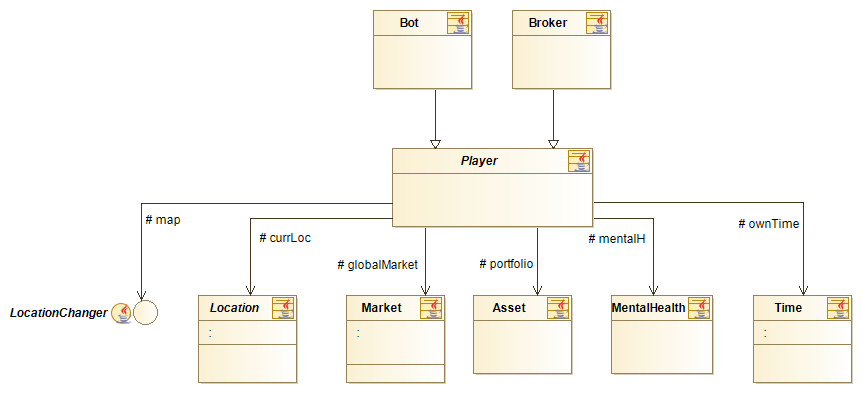 Bot
Broker
Player
# map
# currLoc
# globalMarket
# portfolio
# mentalH
# ownTime
LocationChanger
Location
Market
Asset
MentalHealth
Time
:
:
: